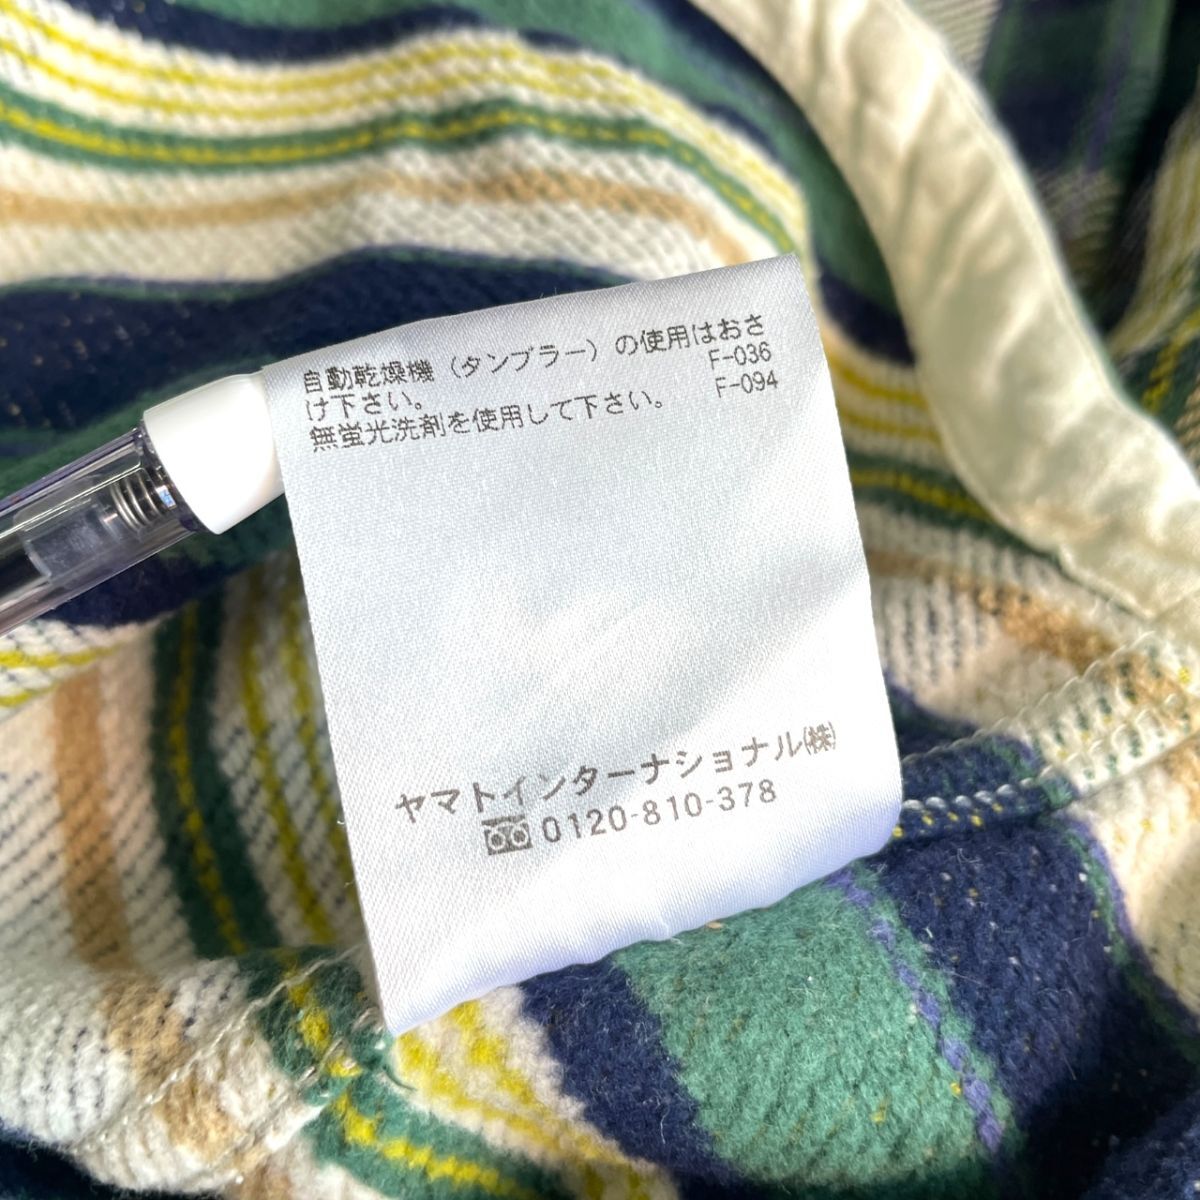 自動乾燥機（タンブラー）の使用はおさ
け下さい。 F-036
無蛍光洗剤を使用して下さい。 F-094
ヤマトインターナショナル㈱
0120-810-378